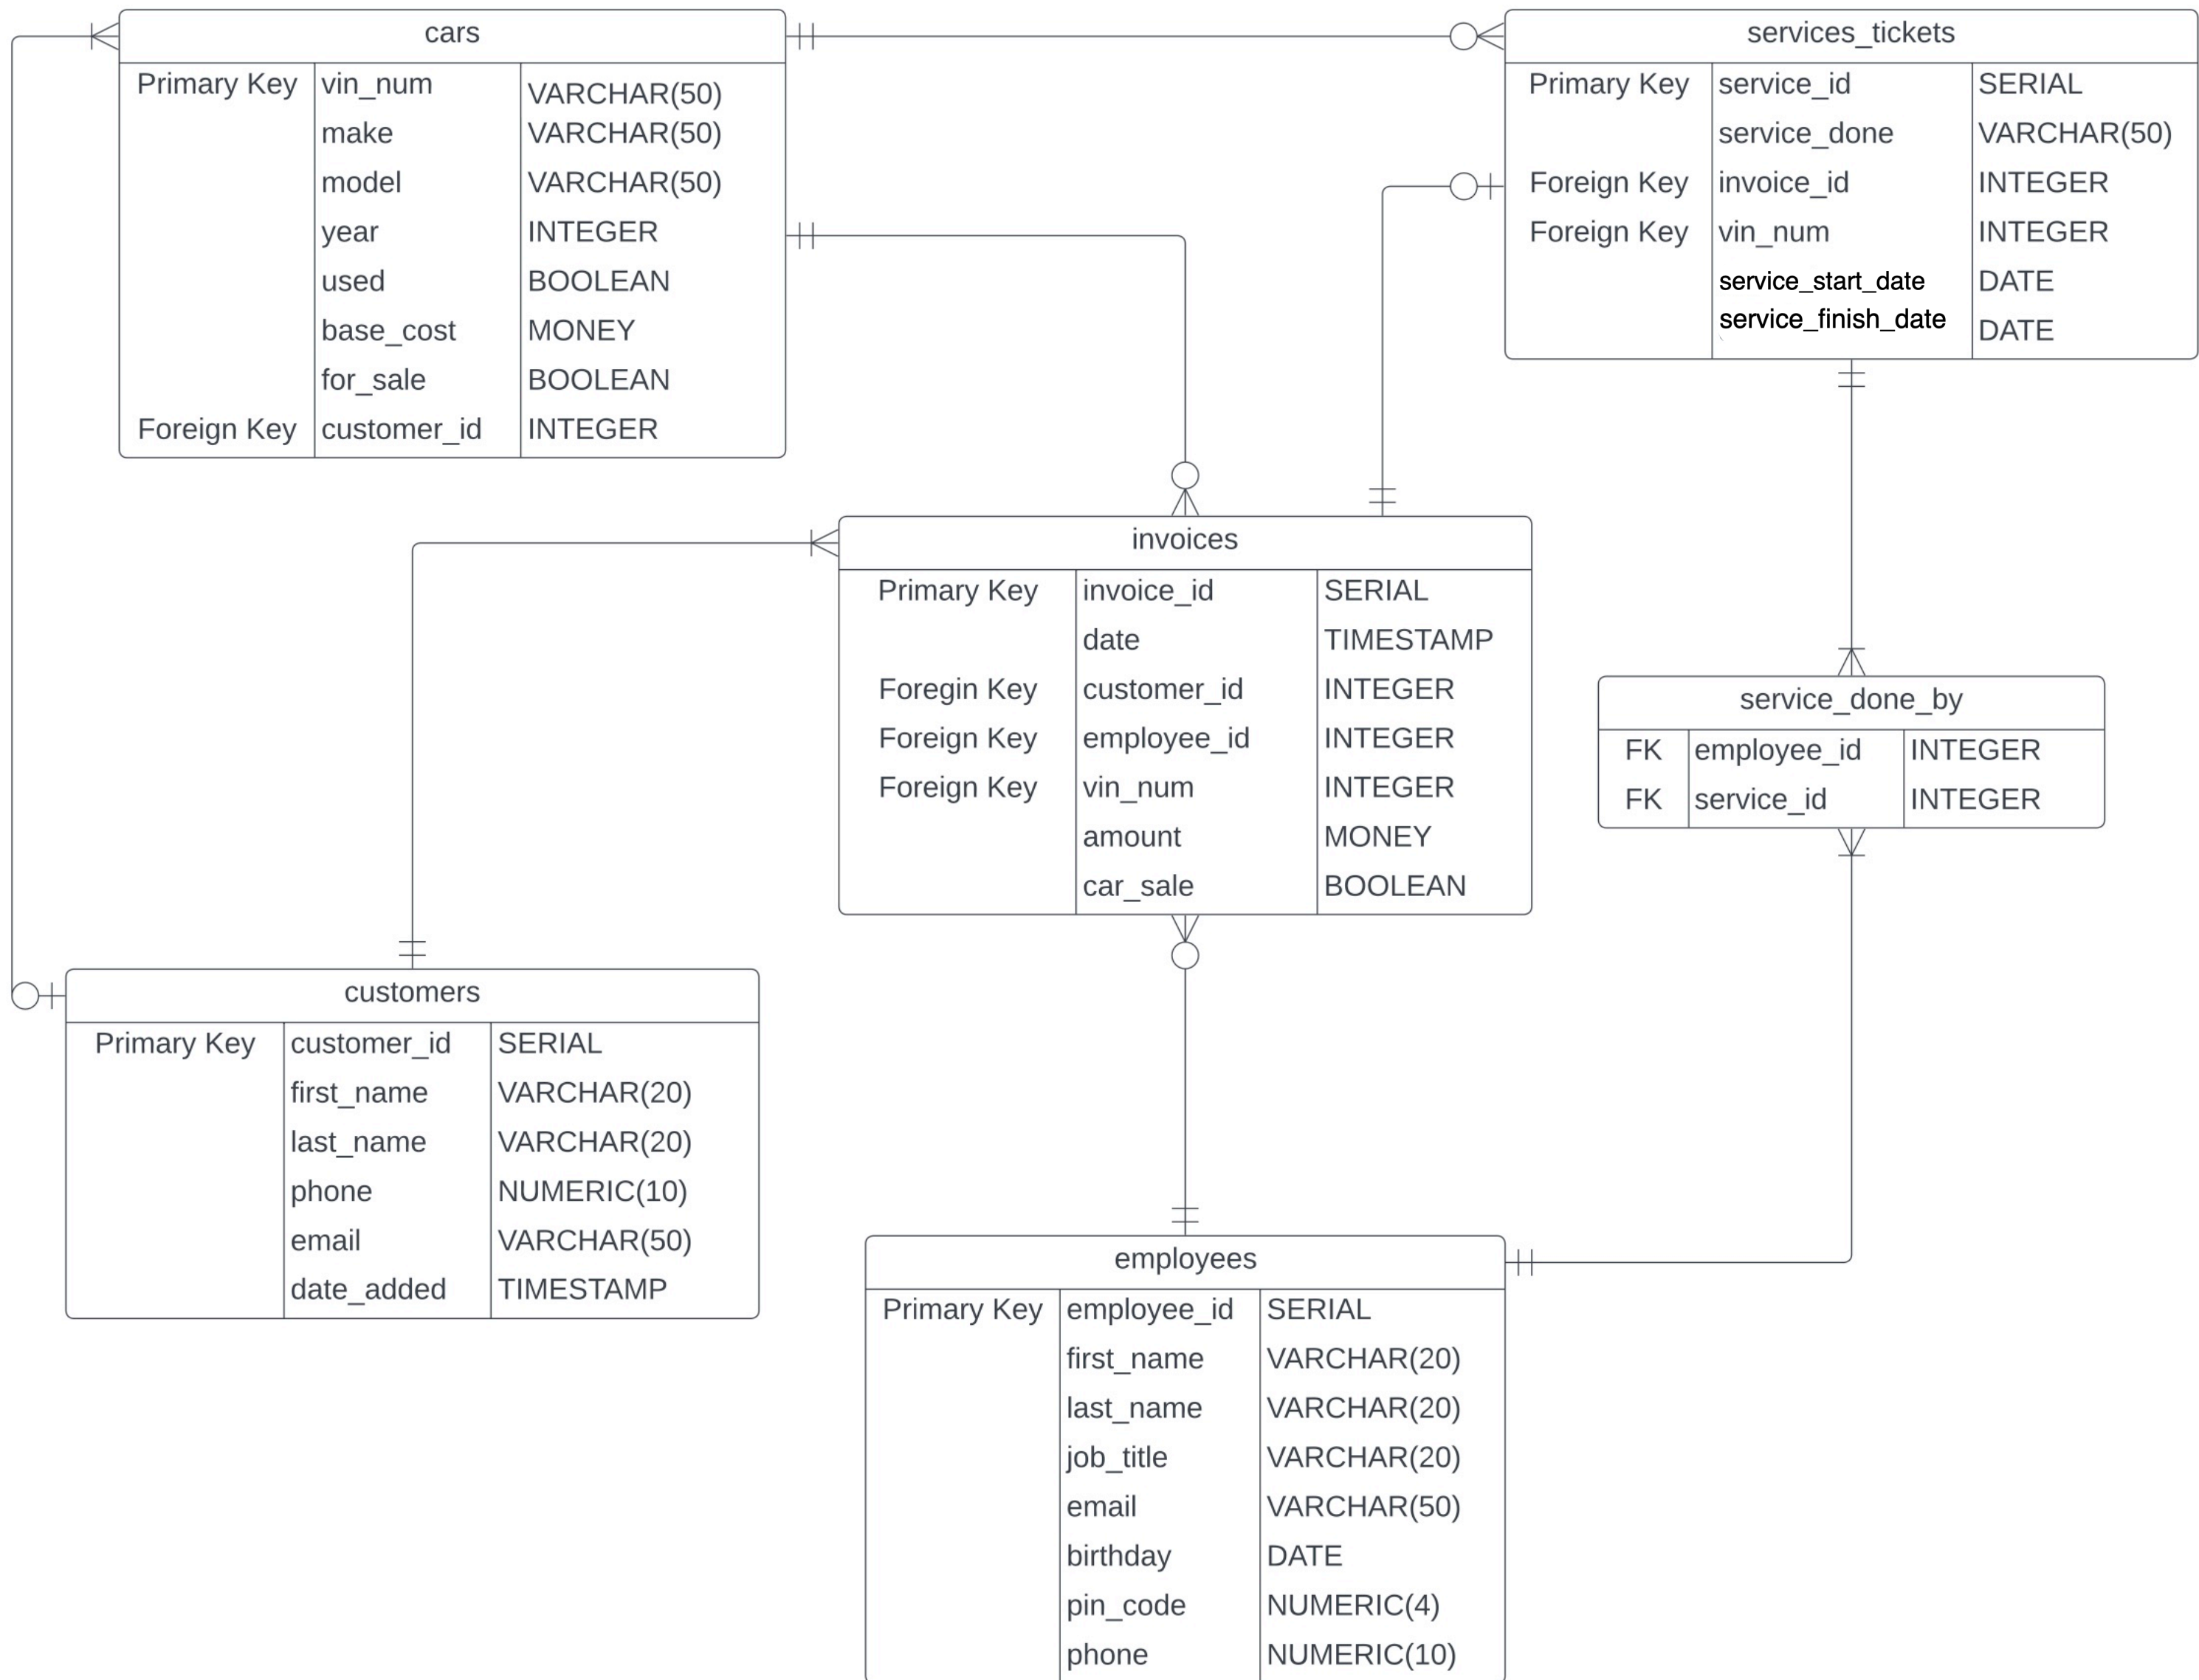 cars
Primary Key vin_num VARCHAR(50)
make VARCHAR(50)
model VARCHAR(50)
year INTEGER
used BOOLEAN
base_cost MONEY
for_sale BOOLEAN
Foreign Key customer_id INTEGER
services_tickets
Primary Key service_id SERIAL
service_done VARCHAR(50)
Foreign Key invoice_id INTEGER
Foreign Key vin_num INTEGER
service_start_date DATE
service_finish_date DATE
invoices
Primary Key invoice_id SERIAL
date TIMESTAMP
Foregin Key customer_id INTEGER
Foreign Key employee_id INTEGER
Foreign Key vin_num INTEGER
amount MONEY
car_sale BOOLEAN
service_done_by
FK employee_id INTEGER
FK service_id INTEGER
customers
Primary Key customer_id SERIAL
first_name VARCHAR(20)
last_name VARCHAR(20)
phone NUMERIC(10)
email VARCHAR(50)
date_added TIMESTAMP
employees
Primary Key employee_id SERIAL
first_name VARCHAR(20)
last_name VARCHAR(20)
job_title VARCHAR(20)
email VARCHAR(50)
birthday DATE
pin_code NUMERIC(4)
phone NUMERIC(10)